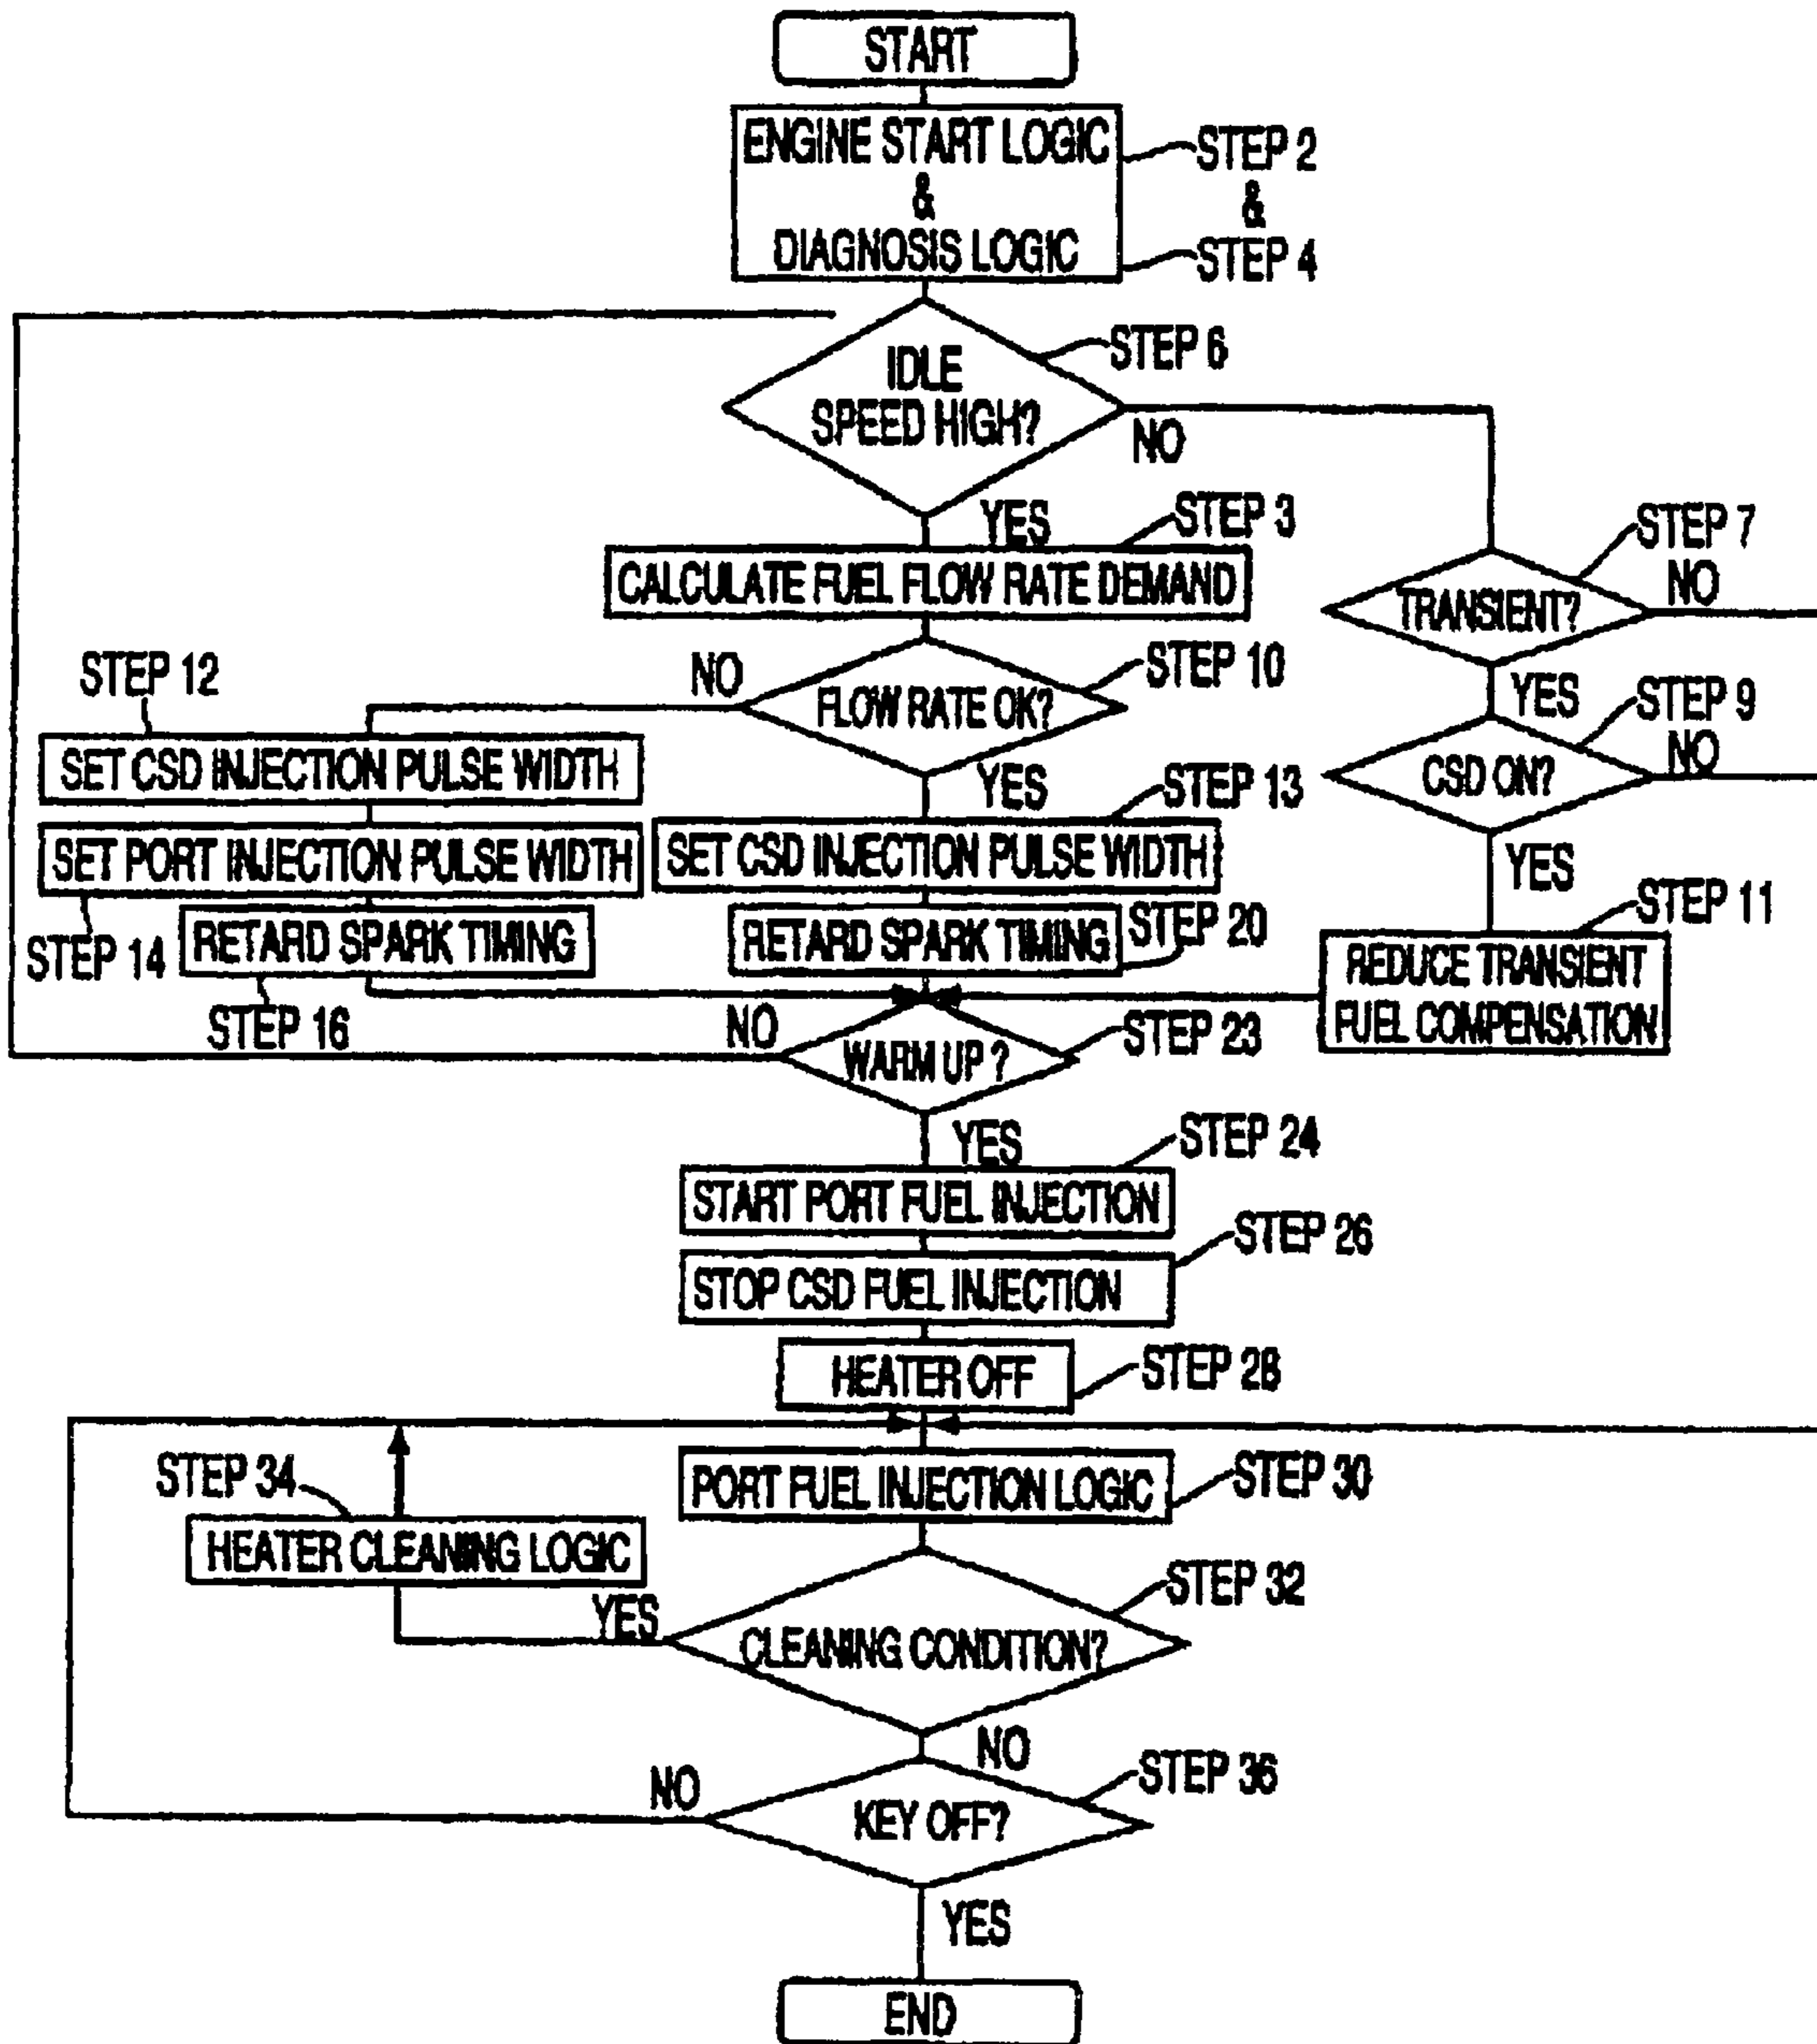 START
ENGINE START LOGIC
&
DIAGNOSIS LOGIC
STEP 2
&
STEP 4
IDLE
SPEED HIGH?
STEP 6
NO
YES
STEP 3
CALCULATE FUEL FLOW RATE DEMAND
STEP 7
NO
TRANSIENT?
YES
STEP 12
NO
FLOW RATE OK?
STEP 10
YES
STEP 9
NO
CSD ON?
YES
SET CSD INJECTION PULSE WIDTH
STEP 13
SET PORT INJECTION PULSE WIDTH
SET CSD INJECTION PULSE WIDTH
STEP 14
RETARD SPARK TIMING
STEP 16
RETARD SPARK TIMING
STEP 20
STEP 11
REDUCE TRANSIENT
FUEL COMPENSATION
NO
WARM UP ?
STEP 23
YES
STEP 24
START PORT FUEL INJECTION
STEP 26
STOP CSD FUEL INJECTION
HEATER OFF
STEP 28
STEP 34
PORT FUEL INJECTION LOGIC
STEP 30
HEATER CLEANING LOGIC
YES
CLEANING CONDITION?
STEP 32
NO
NO
KEY OFF?
STEP 36
YES
END